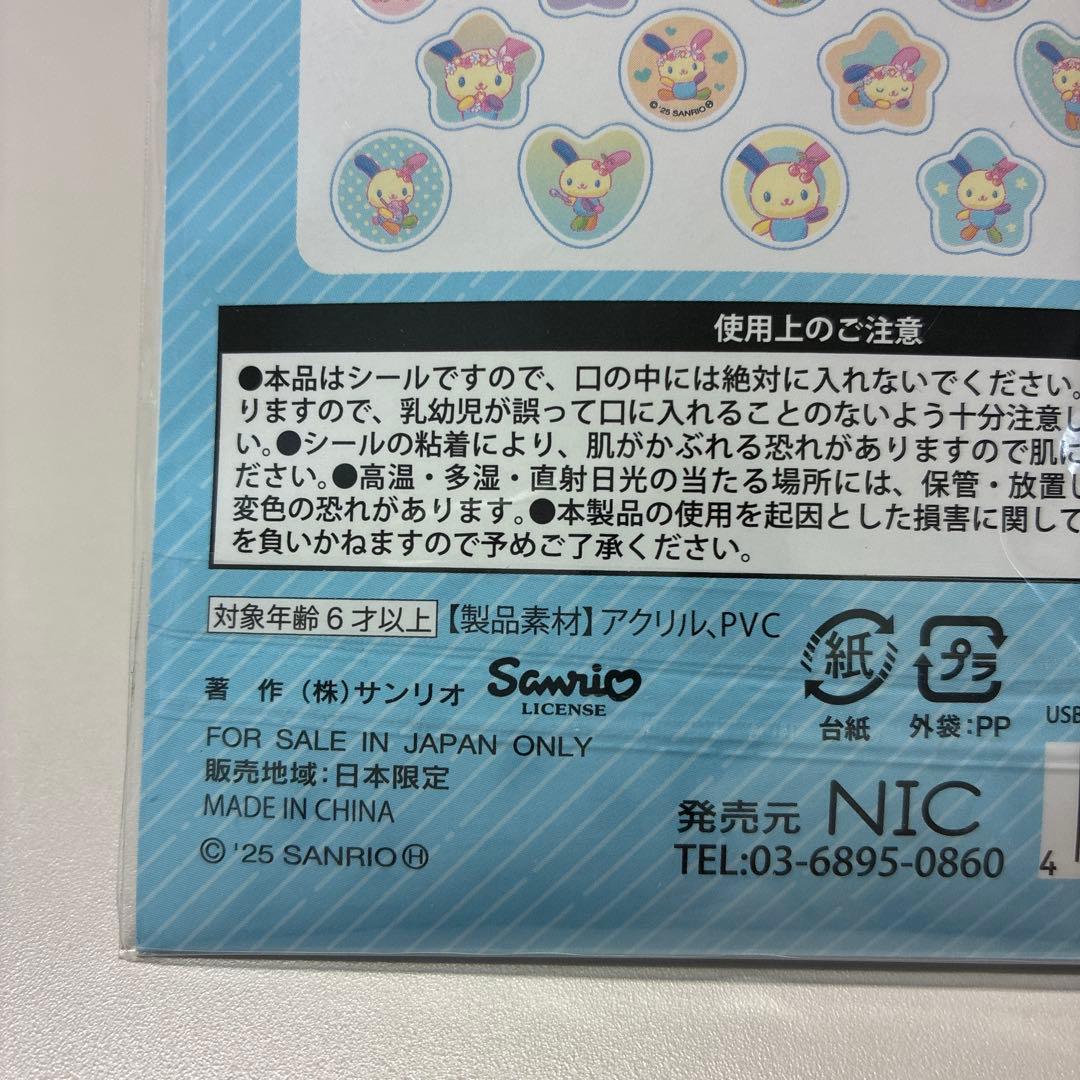 © '25 SANRIO Ⓗ
使用上のご注意
●本品はシールですので、口の中には絶対に入れないでください。
りますので、乳幼児が誤って口に入れることのないよう十分注意し
い。●シールの粘着により、肌がかぶれる恐れがありますので肌に
ださい。●高温・多湿・直射日光の当たる場所には、保管・放置し
変色の恐れがあります。●本製品の使用を起因とした損害に関して
を負いかねますので予めご了承ください。
対象年齢6才以上 【製品素材】アクリル、PVC
紙 プラ
台紙 外袋:PP
著 作 (株)サンリオ Sanrio
LICENSE
USB
FOR SALE IN JAPAN ONLY
販売地域:日本限定
MADE IN CHINA
© '25 SANRIO Ⓗ
発売元 NIC
TEL:03-6895-0860
4